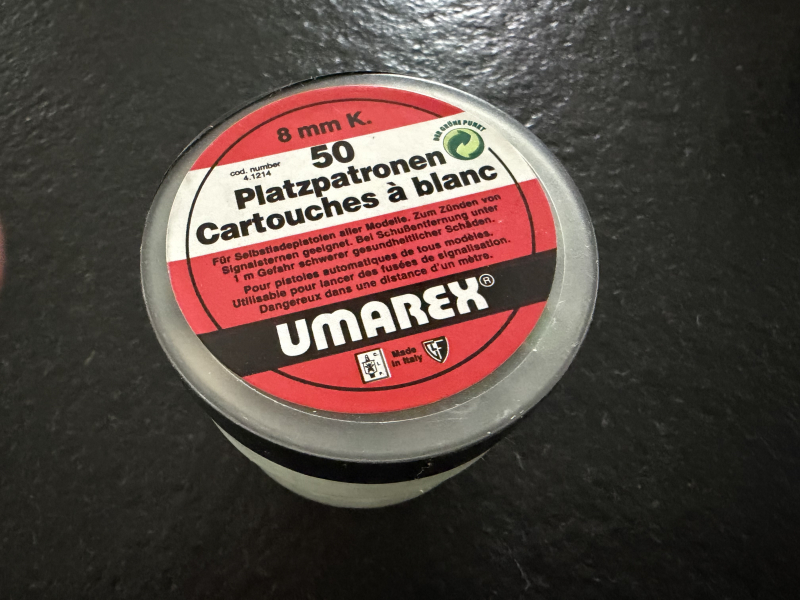 8 mm K.
DER GRÜNE PUNKT
cod. number
4.1214
50
Platzpatronen
Cartouches à blanc
Für Selbstladepistolen aller Modelle. Zum Zünden von
Signalsternen geeignet. Bei Schußentfernung unter
1 m Gefahr schwerer gesundheitlicher Schäden.
Pour pistoles automatiques de tous modèles.
Utilisable pour lancer des fusées de signalisation.
Dangereux dans une distance d'un mètre.
UMAREX®
Made
in Italy